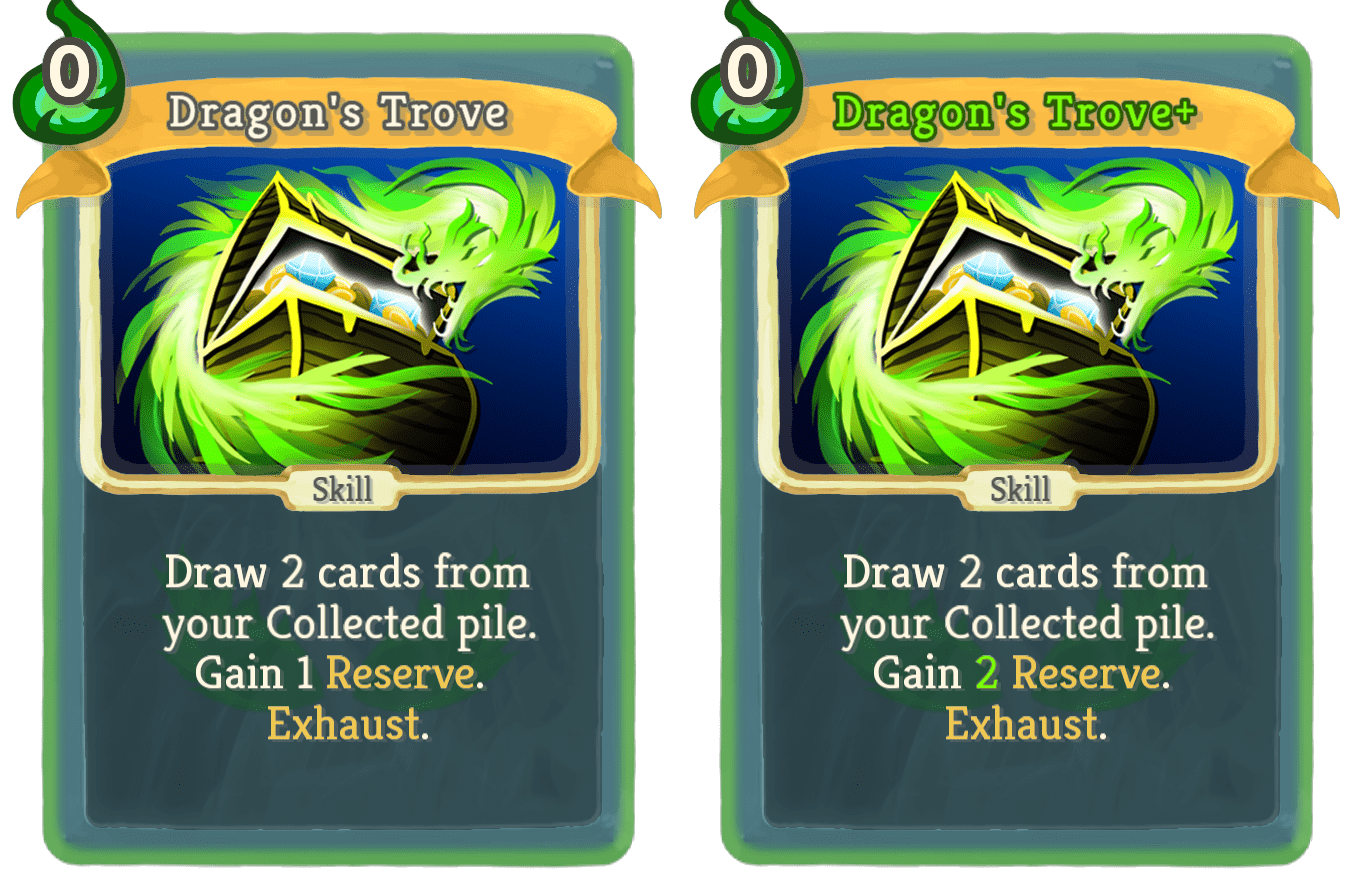 0
Dragon's Trove
Skill
Draw 2 cards from
your Collected pile.
Gain 1 Reserve.
Exhaust.
0
Dragon's Trove+
Skill
Draw 2 cards from
your Collected pile.
Gain 2 Reserve.
Exhaust.